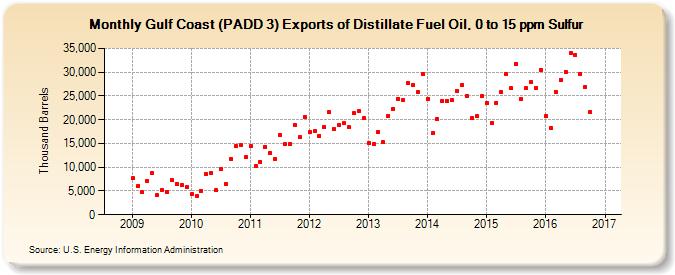 Monthly Gulf Coast (PADD 3) Exports of Distillate Fuel Oil, 0 to 15 ppm Sulfur
Thousand Barrels
35,000
30,000
25,000
20,000
15,000
10,000
5,000
0
2009 2010 2011 2012 2013 2014 2015 2016 2017
Source: U.S. Energy Information Administration